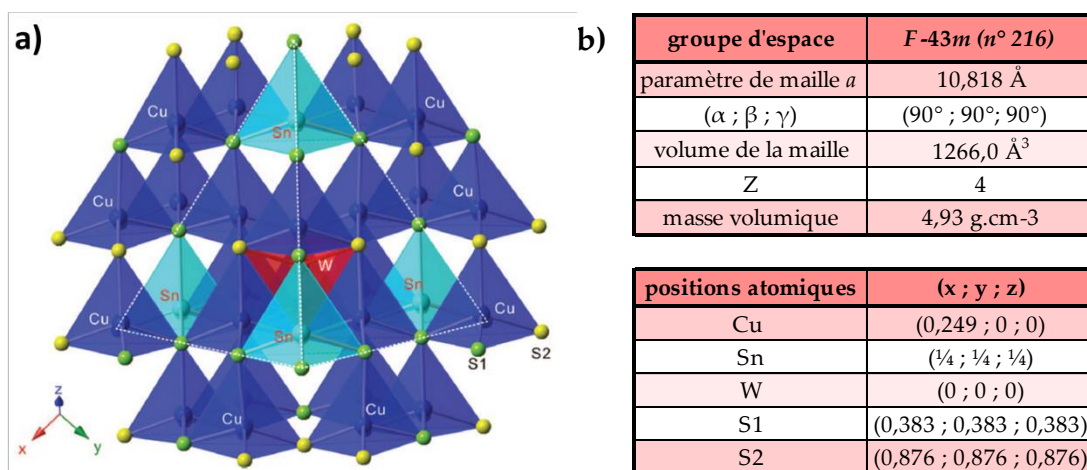 a)
Cu
Cu
Sn
Cu
Cu
W
Sn
Sn
Cu
Cu
Sn
S1
S2
Cu
Cu
z
x
y
b)
groupe d'espace F-43m (n° 216)
paramètre de maille a 10,818 Å
(α ; β ; γ) (90° ; 90°; 90°)
volume de la maille 1266,0 Å³
Z 4
masse volumique 4,93 g.cm-3
positions atomiques (x ; y ; z)
Cu (0,249 ; 0 ; 0)
Sn (¼ ; ¼ ; ¼)
W (0 ; 0 ; 0)
S1 (0,383 ; 0,383 ; 0,383)
S2 (0,876 ; 0,876 ; 0,876)